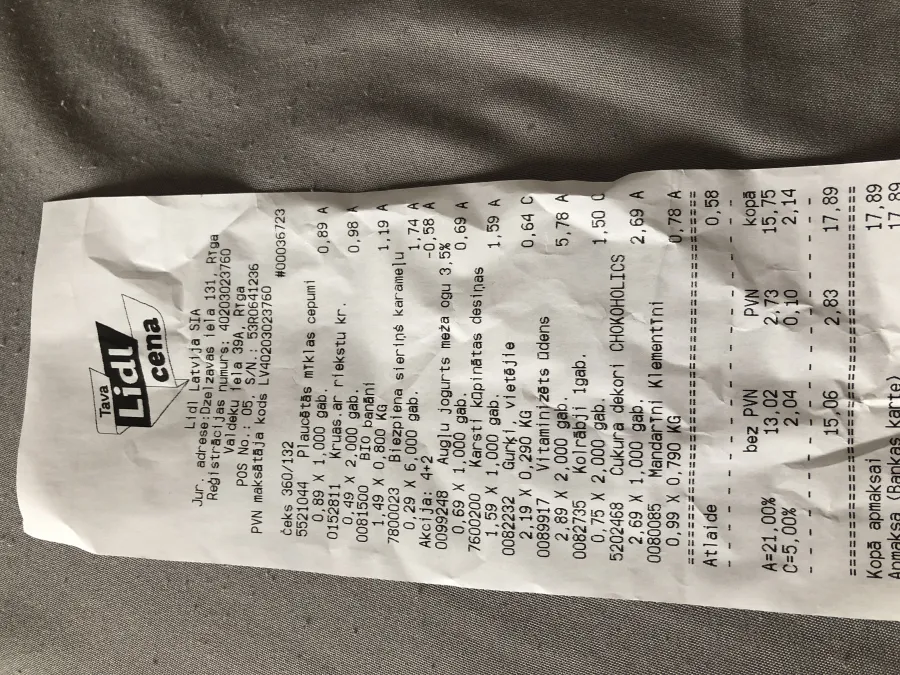 Tava
Lidl
cena
Lidl Latvija SIA
Jur. adrese:Dzelzavas iela 131, Rīga
Reģistrācijas numurs: 40203023760
Valdeķu iela 39A, Rīga
POS No.: 05, S/N.: 53R0641236
PVN maksātāja kods LV40203023760 #00036723
čeks 360/132
5521044 Plaucētās mīklas cepumi
0,89 X 1,000 gab. 0,89 A
0152811 Kruas.ar riekstu kr.
0,49 X 2,000 gab. 0,98 A
0081500 BIO banāni
1,49 X 0,800 KG 1,19 A
7800023 Biezpiena sieriņš karameļu
0,29 X 6,000 gab. 1,74 A
Akcijā: 4+2 -0,58 A
0099248 Augļu jogurts meža ogu 3,5%
0,69 X 1,000 gab. 0,69 A
7600200 Karsti kūpinātas desiņas
1,59 X 1,000 gab. 1,59 A
0082232 Gurķi, vietējie
2,19 X 0,290 KG 0,64 C
0089917 Vitaminizēts ūdens
2,89 X 2,000 gab. 5,78 A
0082735 Kolrābji 1gab.
0,75 X 2,000 gab. 1,50 C
5202468 Cukura dekori CHOKOHOLICS
2,69 X 1,000 gab. 2,69 A
0080085 Mandarīni Klementīni
0,99 X 0,790 KG 0,78 A
Atlaide 0,58
bez PVN PVN kopā
A=21,00% 13,02 2,73 15,75
C=5,00% 2,04 0,10 2,14
15,06 2,83 17,89
Kopā apmaksai 17,89
Apmaksa (Bankas karte) 17,89